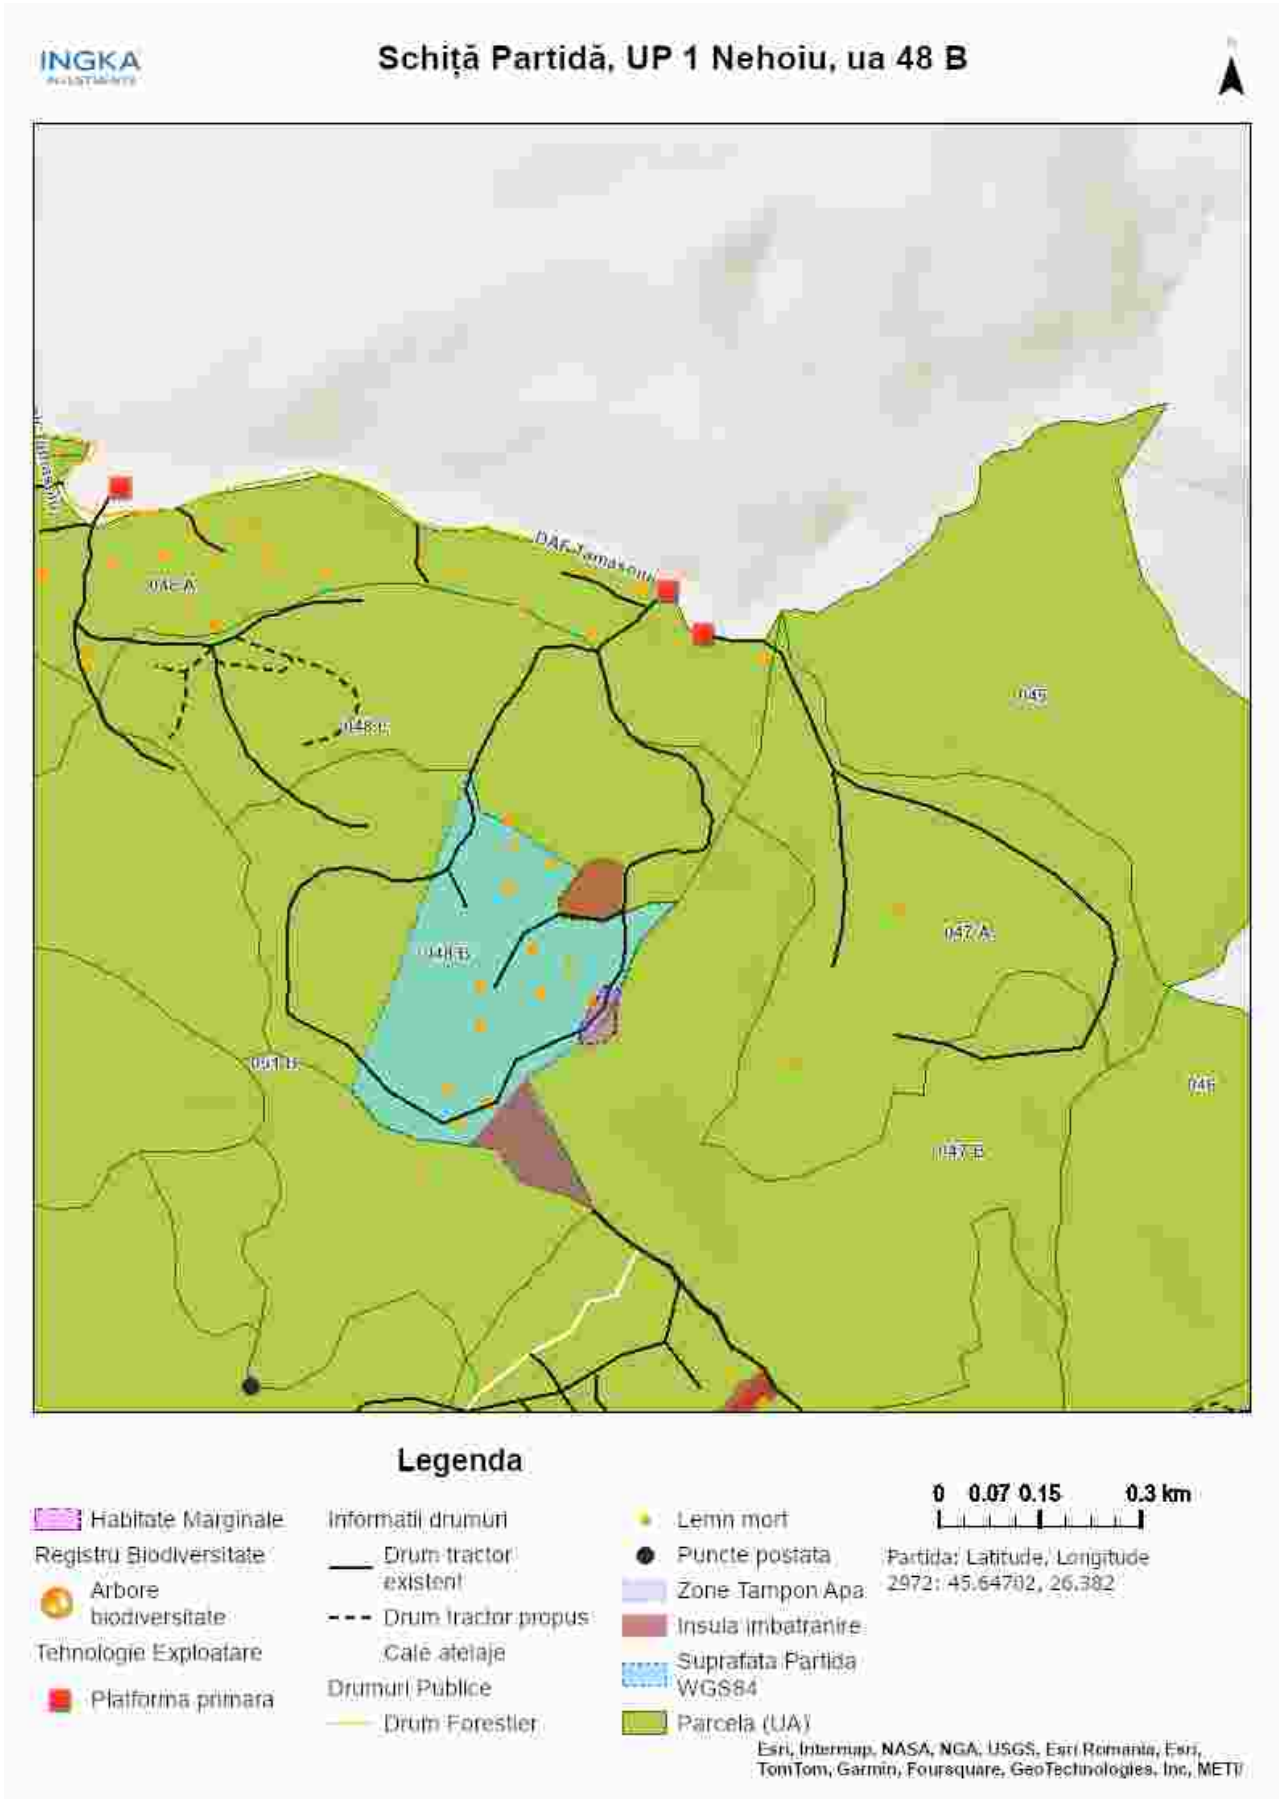 INGKA
INVESTMENTS
Schiță Partidă, UP 1 Nehoiu, ua 48 B
DAF Tamasoiu
048 A
045
048 C
047 A
048 B
091 B
046
047 B
Legenda
Habitate Marginale
Registru Biodiversitate
Arbore
biodiversitate
Tehnologie Exploatare
Platforma primara
Informatii drumuri
Drum tractor
existent
Drum tractor propus
Cale atelaje
Drumuri Publice
Drum Forestier
Lemn mort
Puncte postata
Zone Tampon Apa
Insula imbatranire
Suprafata Partida
WGS84
Parcela (UA)
0 0.07 0.15 0.3 km
Partida: Latitude, Longitude
2972: 45.64702, 26.382
Esri, Intermap, NASA, NGA, USGS, Esri Romania, Esri,
TomTom, Garmin, Foursquare, GeoTechnologies, Inc, METI/